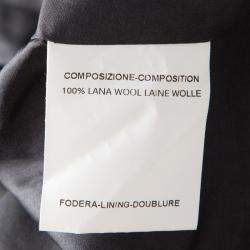 COMPOSIZIONE-COMPOSITION
100% LANA WOOL LAINE WOLLE
FODERA-LINING-DOUBLURE